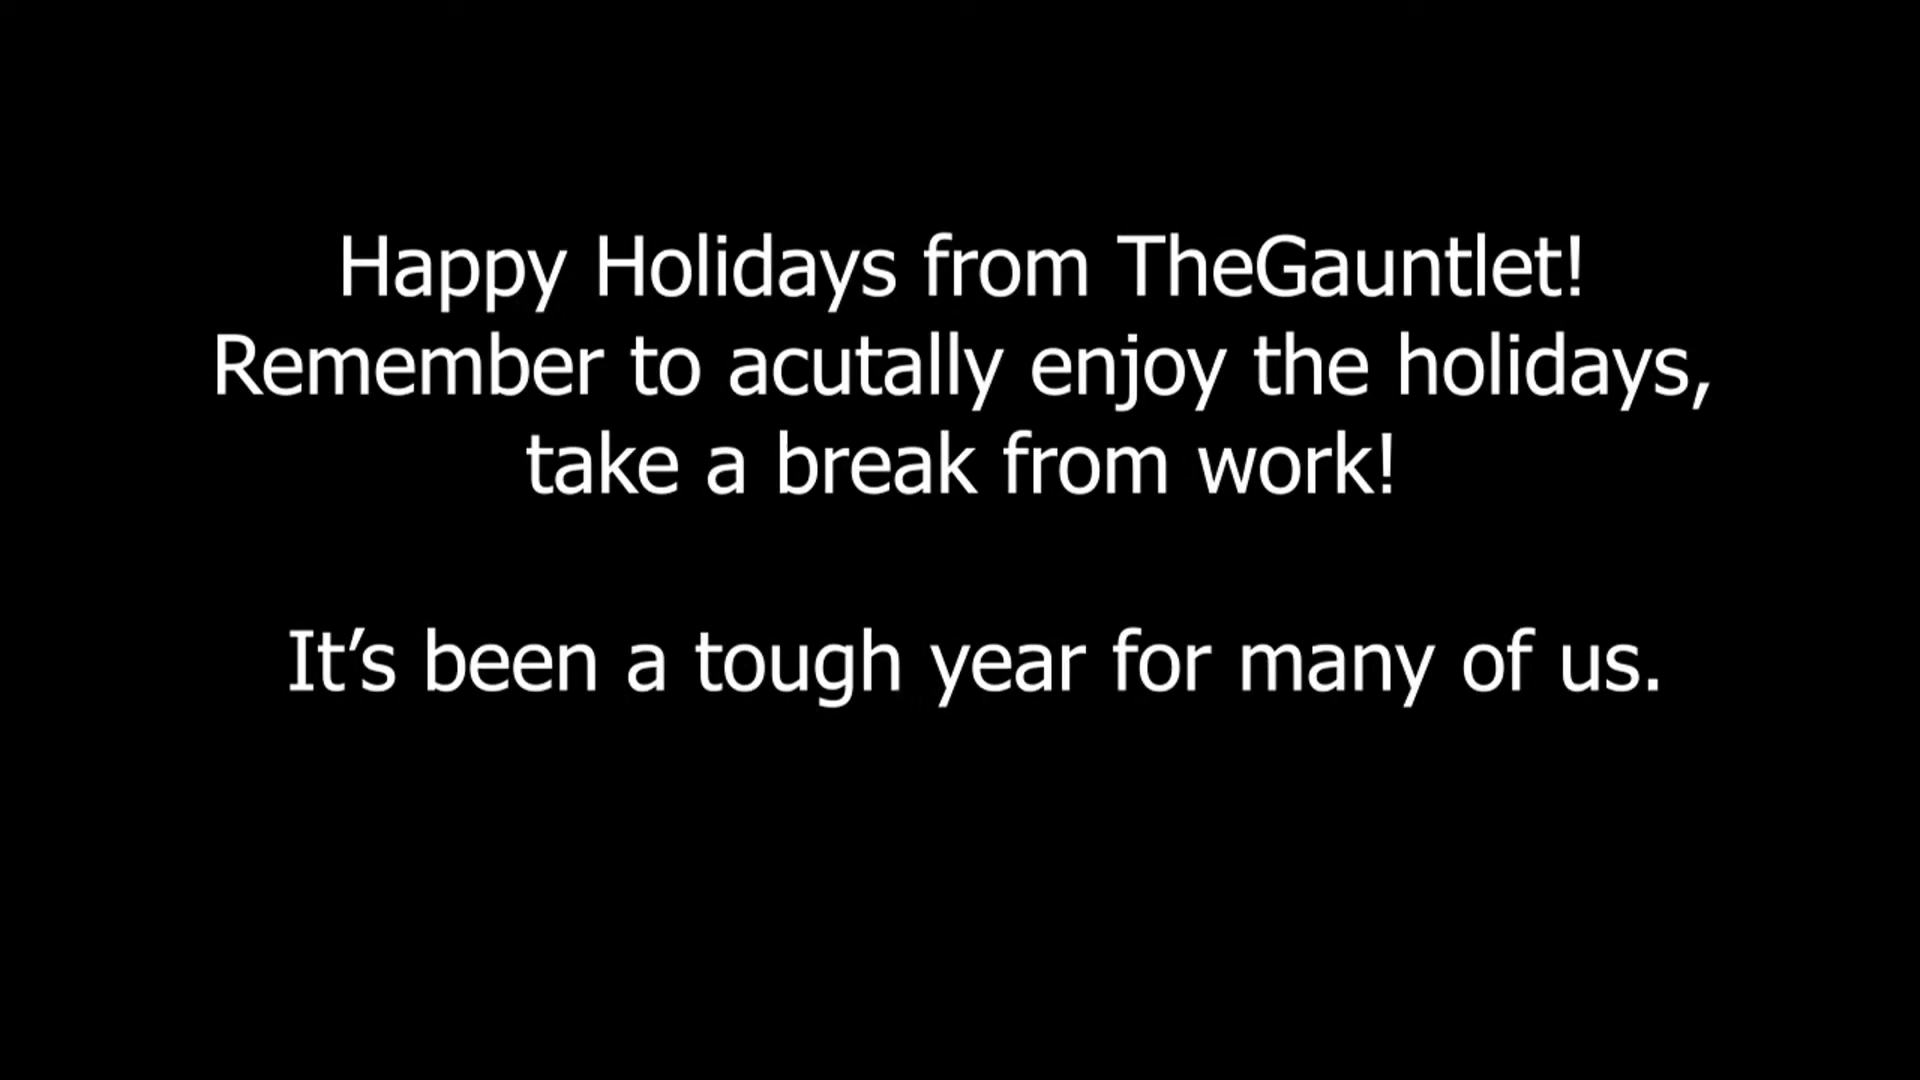 Happy Holidays from TheGauntlet!
Remember to acutally enjoy the holidays,
take a break from work!
It’s been a tough year for many of us.